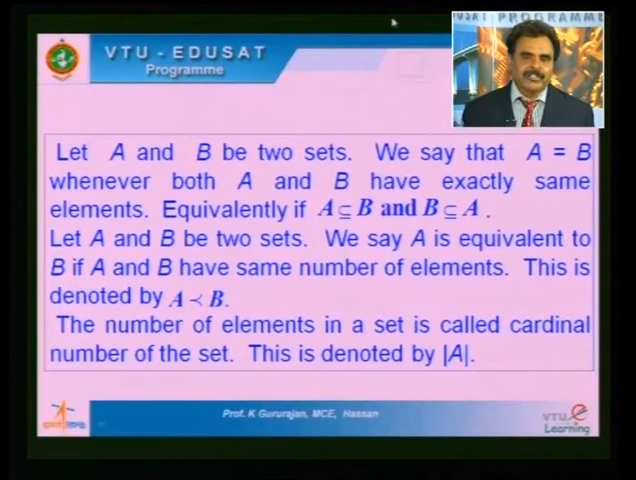 VTU - EDUSAT
Programme
Let A and B be two sets. We say that A = B
whenever both A and B have exactly same
elements. Equivalently if A ⊆ B and B ⊆ A .
Let A and B be two sets. We say A is equivalent to
B if A and B have same number of elements. This is
denoted by A ≺ B.
The number of elements in a set is called cardinal
number of the set. This is denoted by |A|.
Prof. K Gururajan, MCE, Hassan
VTU e
Learning